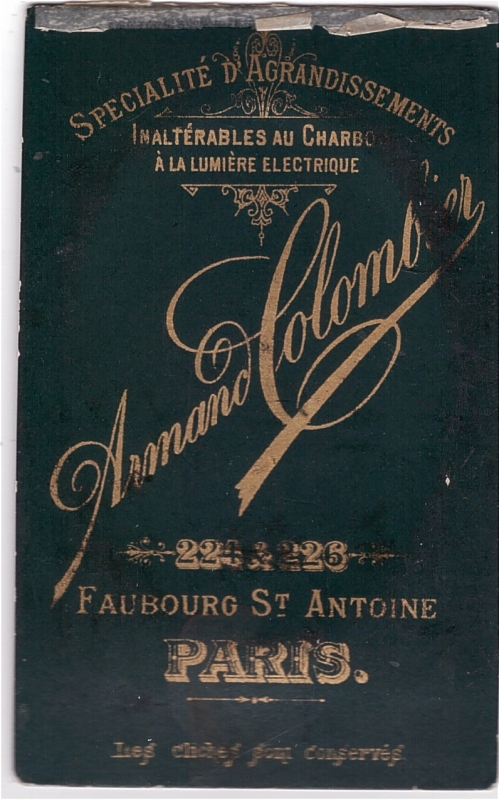 SPECIALITÉ D'AGRANDISSEMENTS
INALTÉRABLES AU CHARBO
À LA LUMIÈRE ELECTRIQUE
Armand Colombier
224 & 226
FAUBOURG ST ANTOINE
PARIS.
Les clichés sont conservés